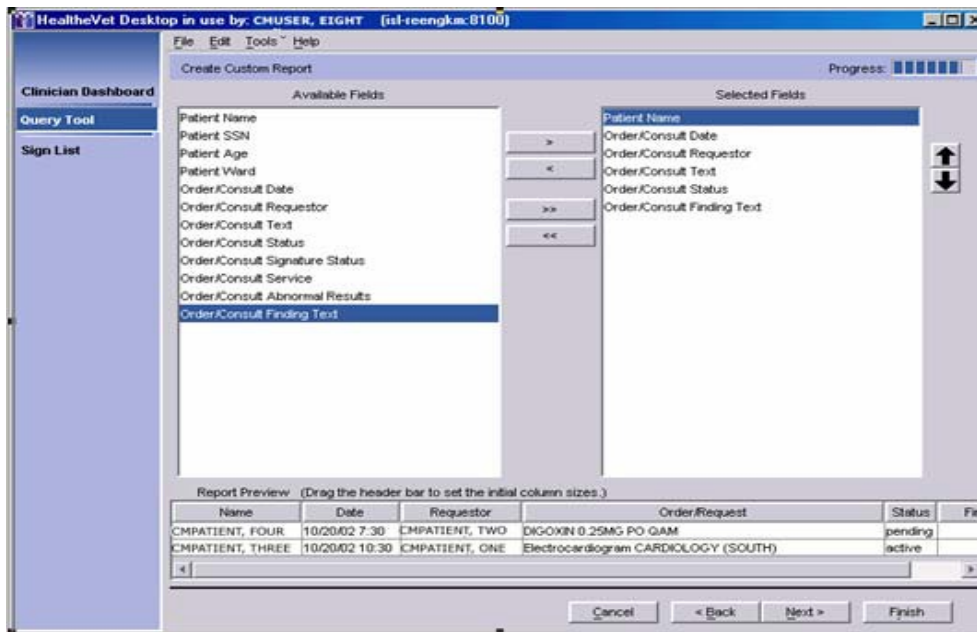 HealtheVet Desktop in use by: CMUSER, EIGHT (isl-reengkm:8100)
File Edit Tools Help
Create Custom Report
Progress:
Clinician Dashboard
Query Tool
Sign List
Available Fields
Patient Name
Patient SSN
Patient Age
Patient Ward
Order/Consult Date
Order/Consult Requestor
Order/Consult Text
Order/Consult Status
Order/Consult Signature Status
Order/Consult Service
Order/Consult Abnormal Results
Order/Consult Finding Text
>
<
>>
<<
Selected Fields
Patient Name
Order/Consult Date
Order/Consult Requestor
Order/Consult Text
Order/Consult Status
Order/Consult Finding Text
Report Preview (Drag the header bar to set the initial column sizes.)
Name Date Requestor Order/Request Status Fi
CMPATIENT, FOUR 10/20/02 7:30 CMPATIENT, TWO DIGOXIN 0.25MG PO QAM pending
CMPATIENT, THREE 10/20/02 10:30 CMPATIENT, ONE Electrocardiogram CARDIOLOGY (SOUTH) active
Cancel < Back Next > Finish